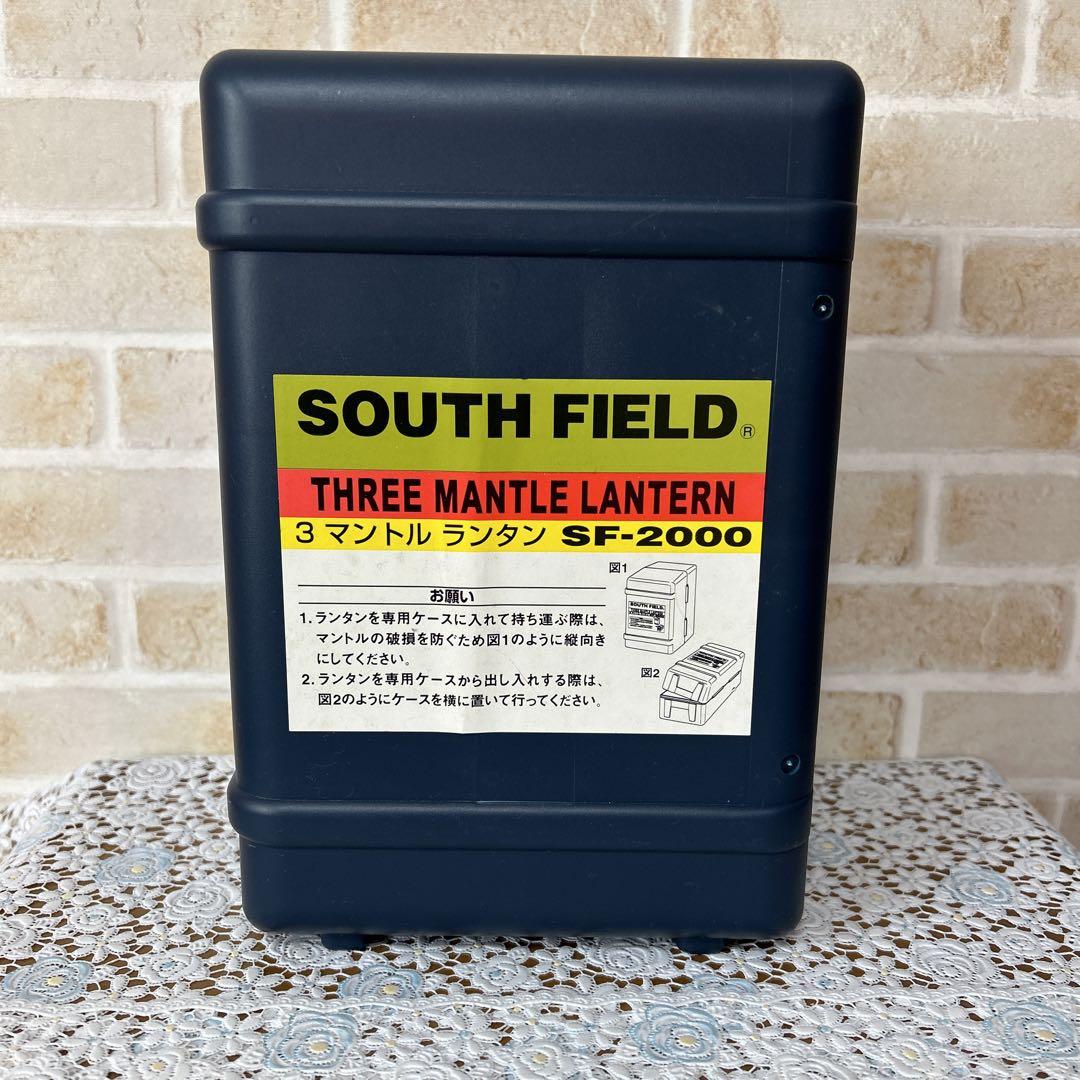 SOUTH FIELD®
THREE MANTLE LANTERN
3 マントル ランタン SF-2000
図1
お願い
1. ランタンを専用ケースに入れて持ち運ぶ際は、
マントルの破損を防ぐため図1のように縦向き
にしてください。
SOUTH FIELD
図2
2. ランタンを専用ケースから出し入れする際は、
図2のようにケースを横に置いて行ってください。